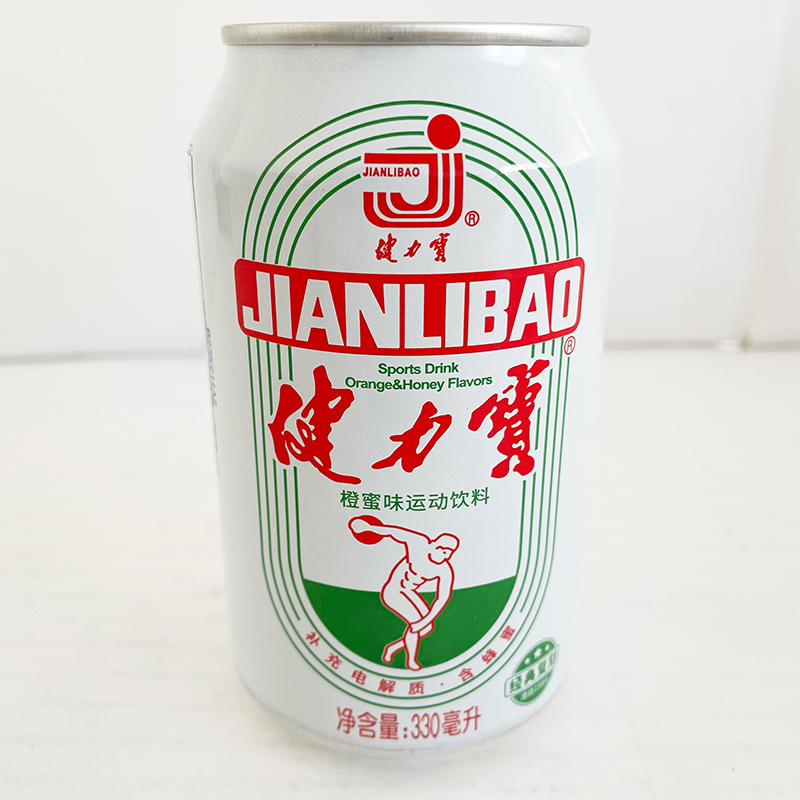 JIANLIBAO
®
健力寶
JIANLIBAO
®
Sports Drink
Orange&Honey Flavors
健力寶
橙蜜味运动饮料
补充电解质·含蜂蜜
净含量:330毫升